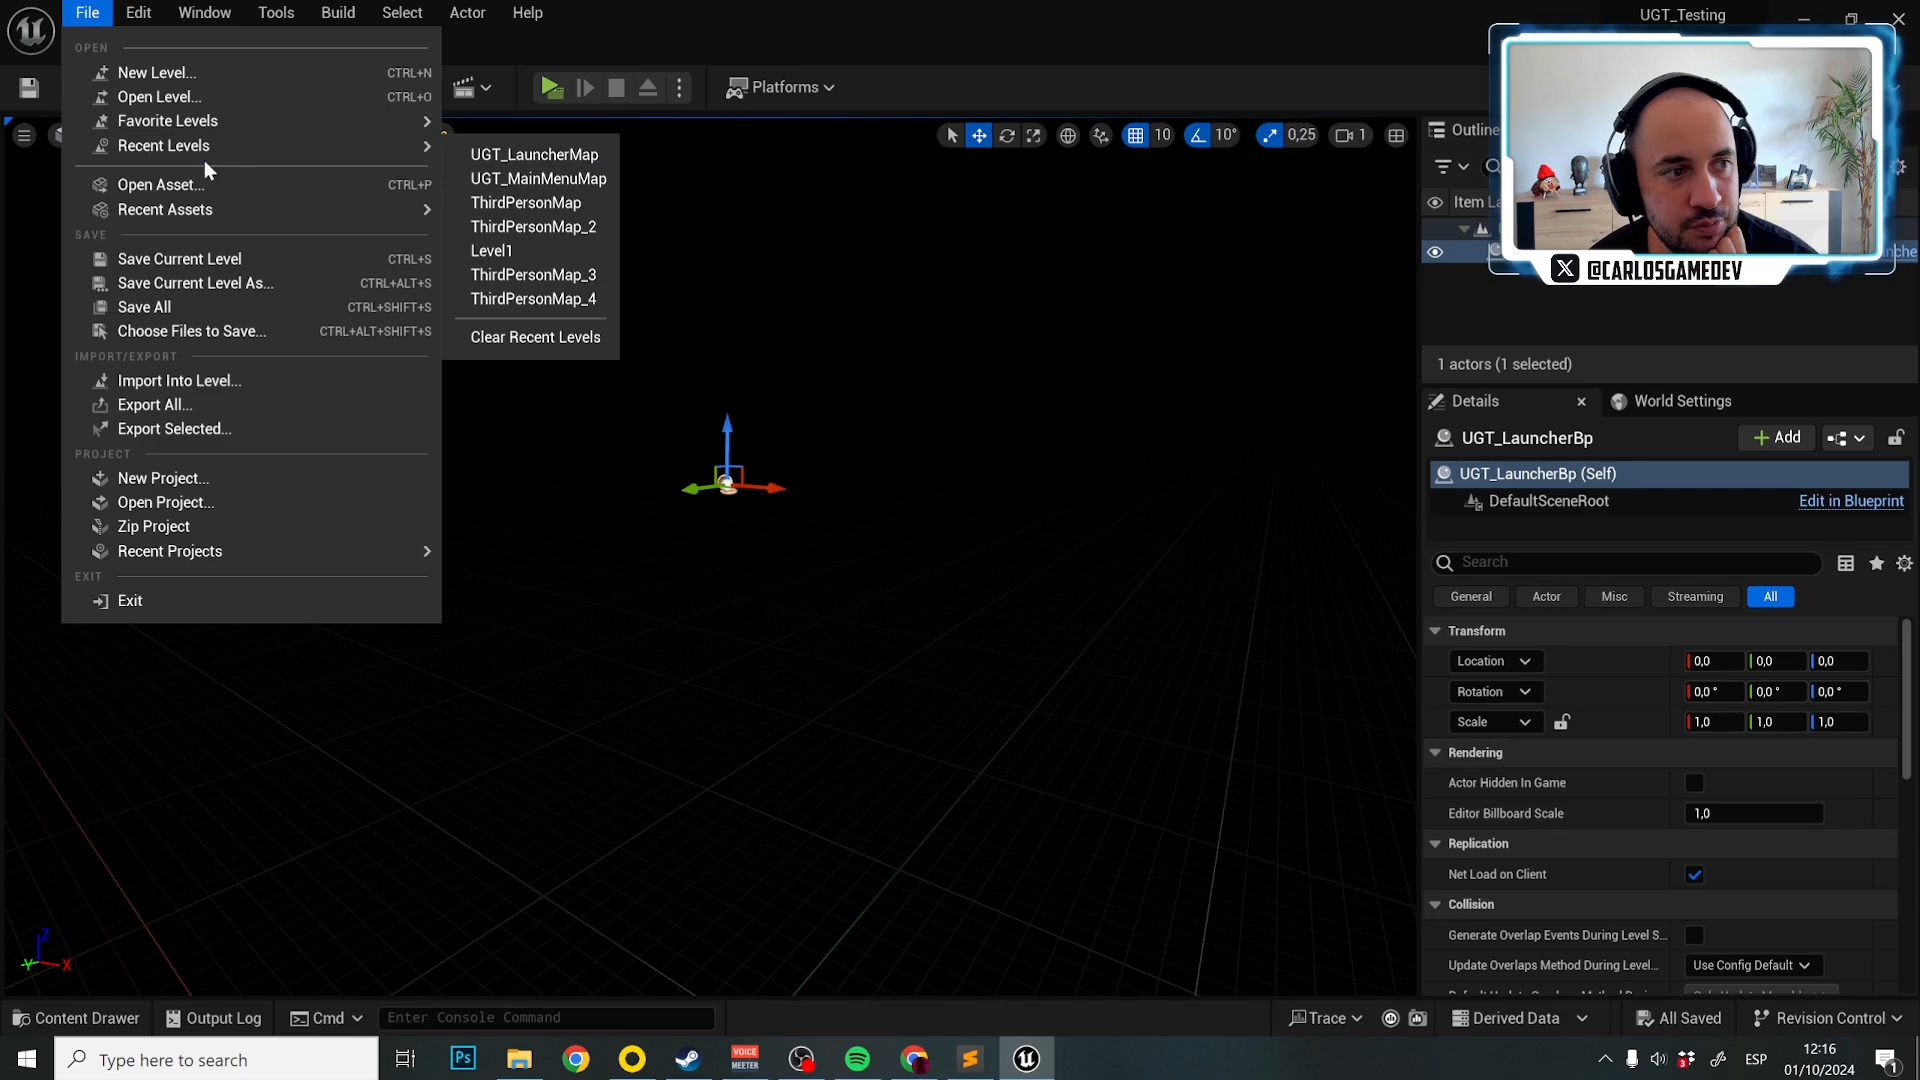 File Edit Window Tools Build Select Actor Help
UGT_Testing
OPEN
New Level... CTRL+N
Open Level... CTRL+O
Favorite Levels
Recent Levels
Open Asset... CTRL+P
Recent Assets
SAVE
Save Current Level CTRL+S
Save Current Level As... CTRL+ALT+S
Save All CTRL+SHIFT+S
Choose Files to Save... CTRL+ALT+SHIFT+S
IMPORT/EXPORT
Import Into Level...
Export All...
Export Selected...
PROJECT
New Project...
Open Project...
Zip Project
Recent Projects
EXIT
Exit
UGT_LauncherMap
UGT_MainMenuMap
ThirdPersonMap
ThirdPersonMap_2
Level1
ThirdPersonMap_3
ThirdPersonMap_4
Clear Recent Levels
Platforms
10 10° 0,25 1
Outline
Item La
X @CARLOSGAMEDEV
1 actors (1 selected)
Details World Settings
UGT_LauncherBp Add
UGT_LauncherBp (Self)
DefaultSceneRoot Edit in Blueprint
Search
General Actor Misc Streaming All
Transform
Location 0,0 0,0 0,0
Rotation 0,0 ° 0,0 ° 0,0 °
Scale 1,0 1,0 1,0
Rendering
Actor Hidden In Game
Editor Billboard Scale 1,0
Replication
Net Load on Client
Collision
Generate Overlap Events During Level S...
Update Overlaps Method During Level... Use Config Default
Z
Y X
Content Drawer Output Log Cmd Enter Console Command Trace Derived Data All Saved Revision Control
Type here to search
Ps
VOICE
MEETER
ESP
12:16
01/10/2024
1